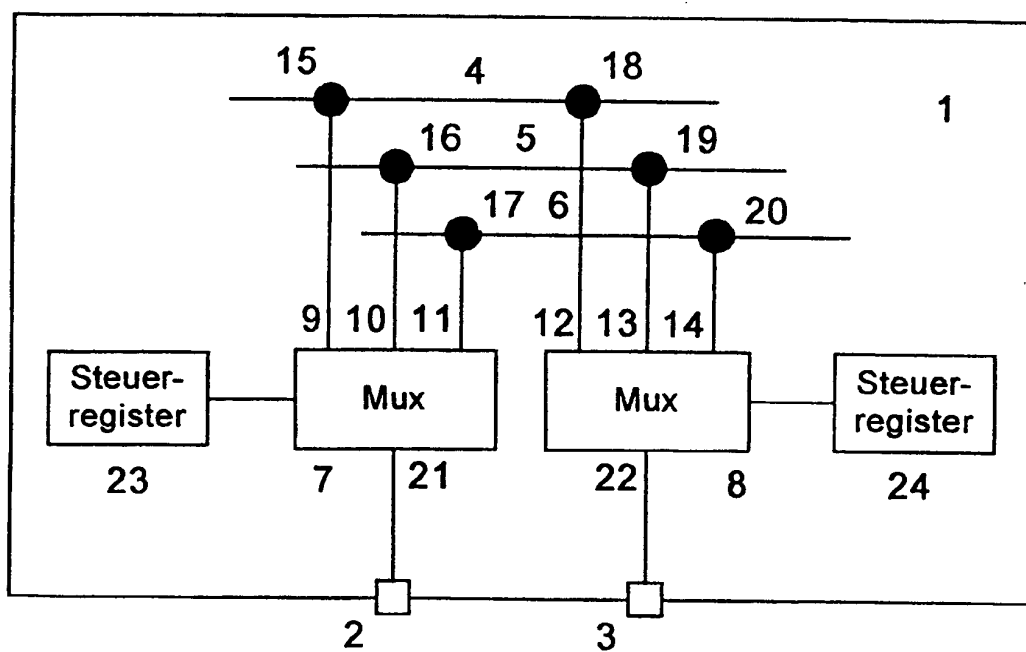 15 4 18
1
16 5 19
17 6 20
9 10 11 12 13 14
Steuer-
register
Mux
Mux
Steuer-
register
23 7 21 22 8 24
2 3